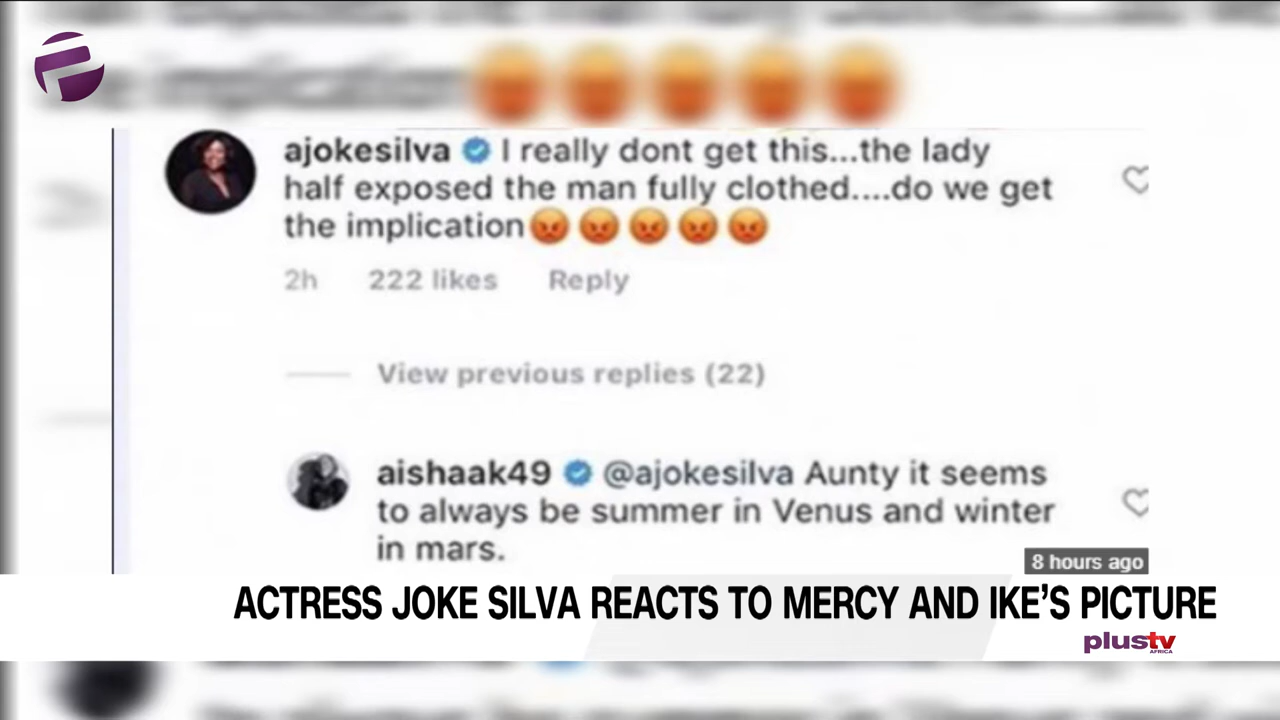 implication
ajokesilva I really dont get this...the lady
half exposed the man fully clothed....do we get
the implication😡😡😡😡😡
2h 222 likes Reply
View previous replies (22)
aishaak49 @ajokesilva Aunty it seems
to always be summer in Venus and winter
in mars.
8 hours ago
ACTRESS JOKE SILVA REACTS TO MERCY AND IKE'S PICTURE
plustv
AFRICA